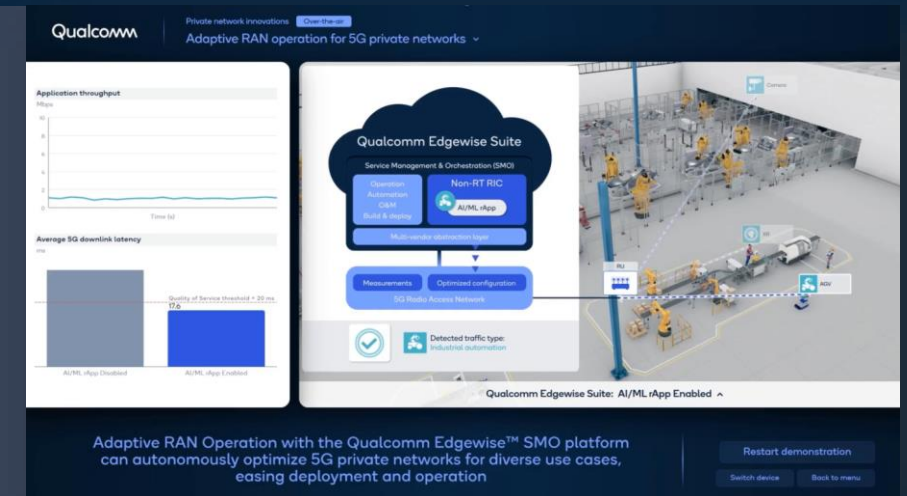 Qualcomm
Private network innovations
Over-the-air
Adaptive RAN operation for 5G private networks
Application throughput
Mbps
10
8
6
4
2
0
Time (s)
Average 5G downlink latency
ms
Quality of Service threshold = 20 ms
17.6
AI/ML rApp Disabled
AI/ML rApp Enabled
Qualcomm Edgewise Suite
Service Management & Orchestration (SMO)
Operation
Automation
O&M
Build & deploy
Non-RT RIC
AI/ML rApp
Multi-vendor abstraction layer
Measurements
Optimized configuration
5G Radio Access Network
Detected traffic type:
Industrial automation
Camera
RU
AGV
Qualcomm Edgewise Suite: AI/ML rApp Enabled
Adaptive RAN Operation with the Qualcomm Edgewise™ SMO platform
can autonomously optimize 5G private networks for diverse use cases,
easing deployment and operation
Restart demonstration
Switch device
Back to menu